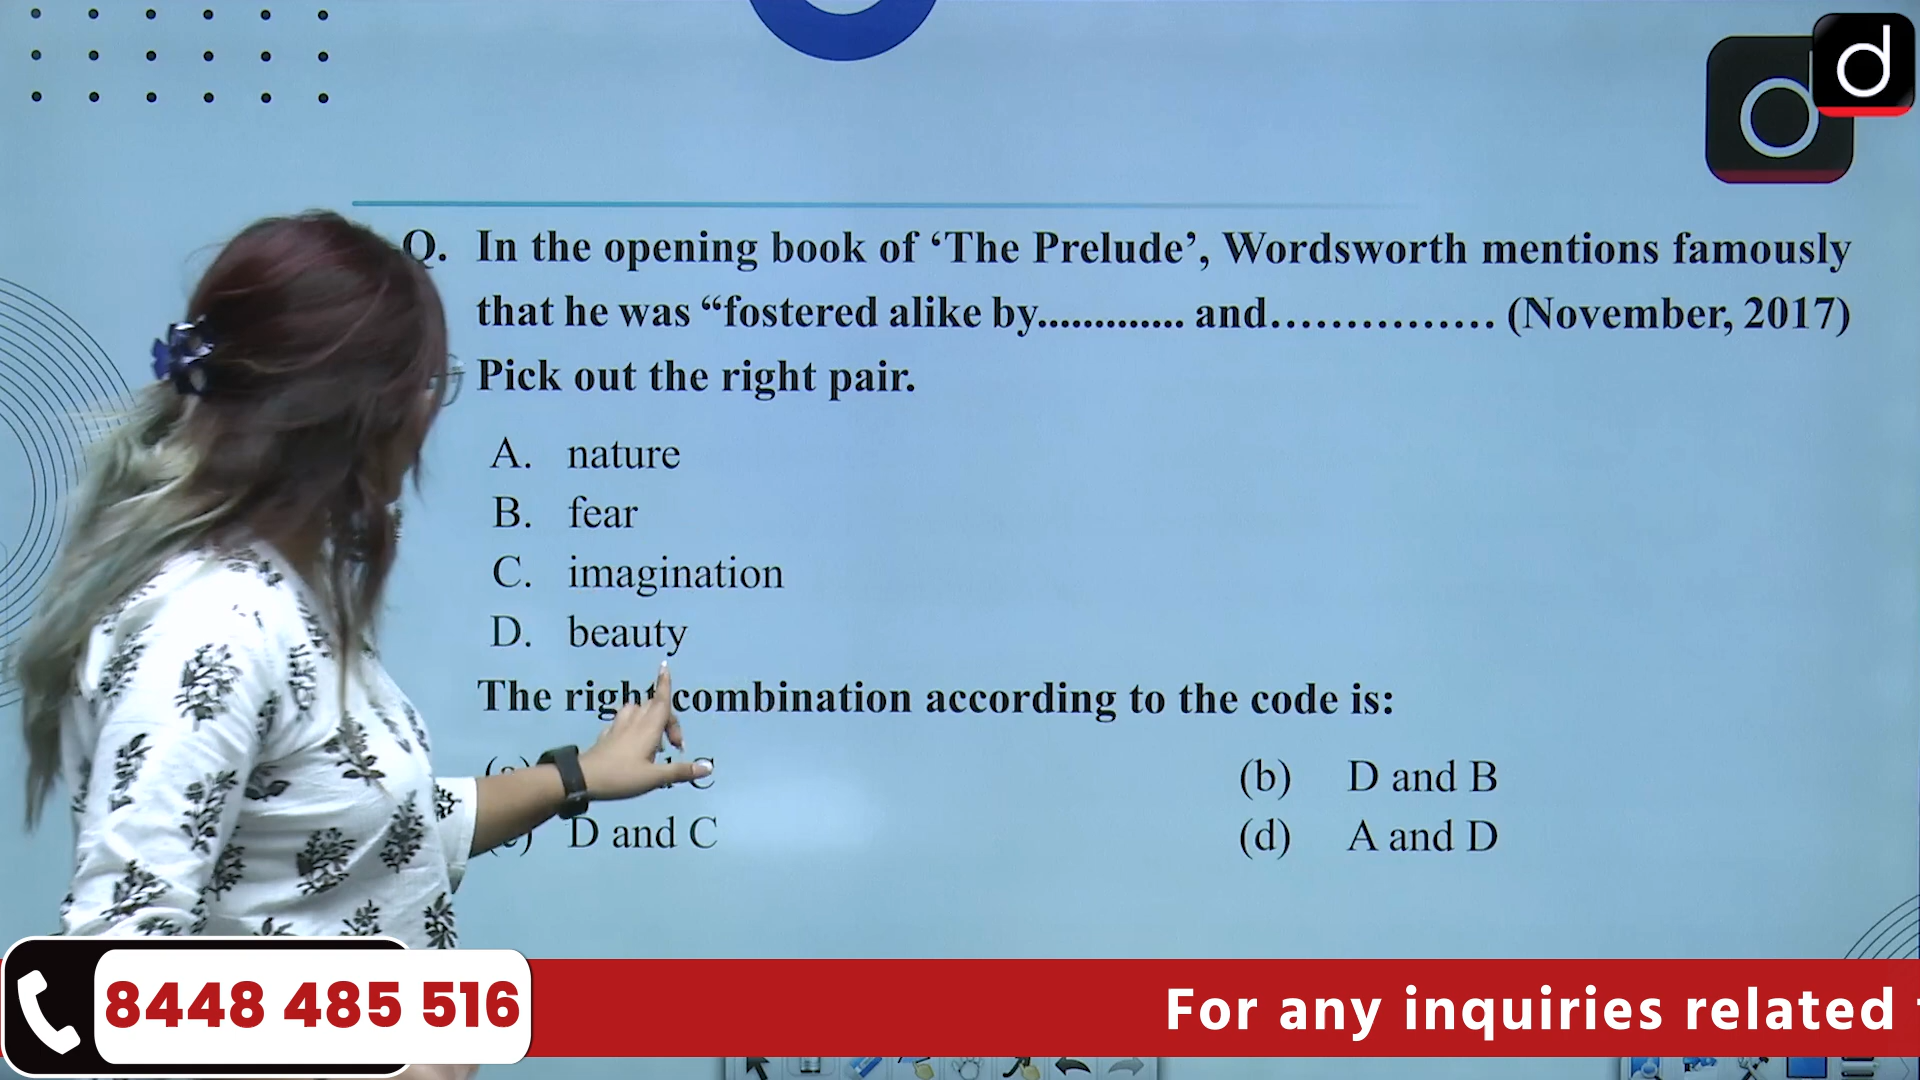 d
Q. In the opening book of ‘The Prelude’, Wordsworth mentions famously
that he was “fostered alike by............. and............... (November, 2017)
Pick out the right pair.
A. nature
B. fear
C. imagination
D. beauty
The right combination according to the code is:
C
(b) D and B
D and C
(d) A and D
8448 485 516
For any inquiries related